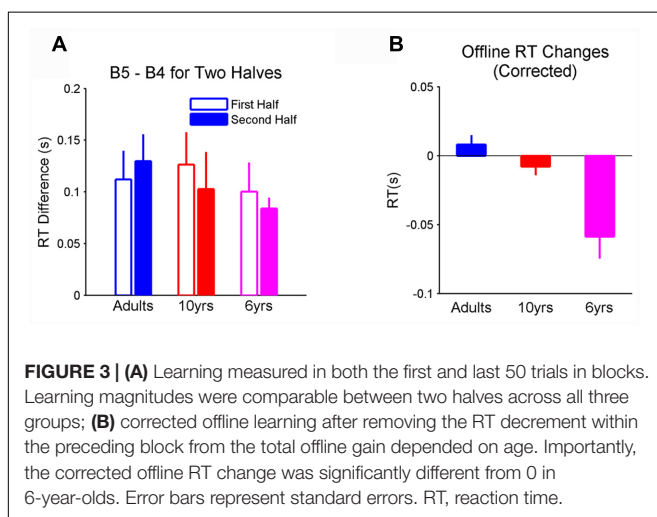 A
B5 - B4 for Two Halves
0.2
0.15
0.1
0.05
0
RT Difference (s)
First Half
Second Half
Adults 10yrs 6yrs
B
Offline RT Changes
(Corrected)
0.05
0
-0.05
-0.1
RT(s)
Adults 10yrs 6yrs
FIGURE 3 | (A) Learning measured in both the first and last 50 trials in blocks.
Learning magnitudes were comparable between two halves across all three
groups; (B) corrected offline learning after removing the RT decrement within
the preceding block from the total offline gain depended on age. Importantly,
the corrected offline RT change was significantly different from 0 in
6-year-olds. Error bars represent standard errors. RT, reaction time.